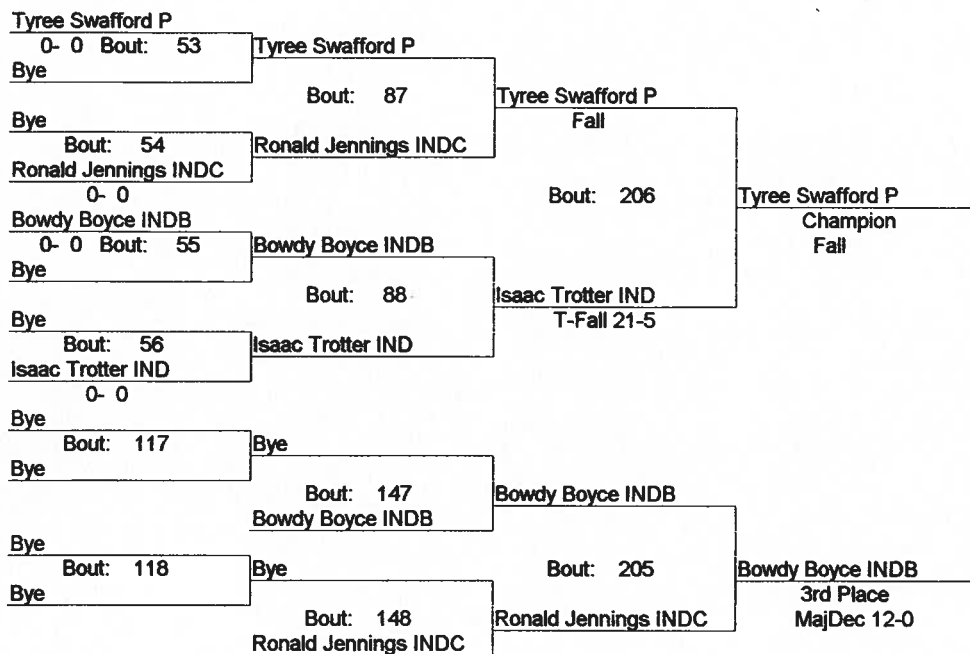 Tyree Swafford P
0- 0 Bout: 53
Bye
Tyree Swafford P
Bout: 87
Bye
Bout: 54
Ronald Jennings INDC
0- 0
Ronald Jennings INDC
Tyree Swafford P
Fall
Bowdy Boyce INDB
0- 0 Bout: 55
Bye
Bowdy Boyce INDB
Bout: 88
Bye
Bout: 56
Isaac Trotter IND
0- 0
Isaac Trotter IND
Isaac Trotter IND
T-Fall 21-5
Bout: 206
Tyree Swafford P
Champion
Fall
Bye
Bout: 117
Bye
Bye
Bout: 147
Bowdy Boyce INDB
Bowdy Boyce INDB
Bye
Bout: 118
Bye
Bye
Bout: 148
Ronald Jennings INDC
Ronald Jennings INDC
Bout: 205
Bowdy Boyce INDB
3rd Place
MajDec 12-0